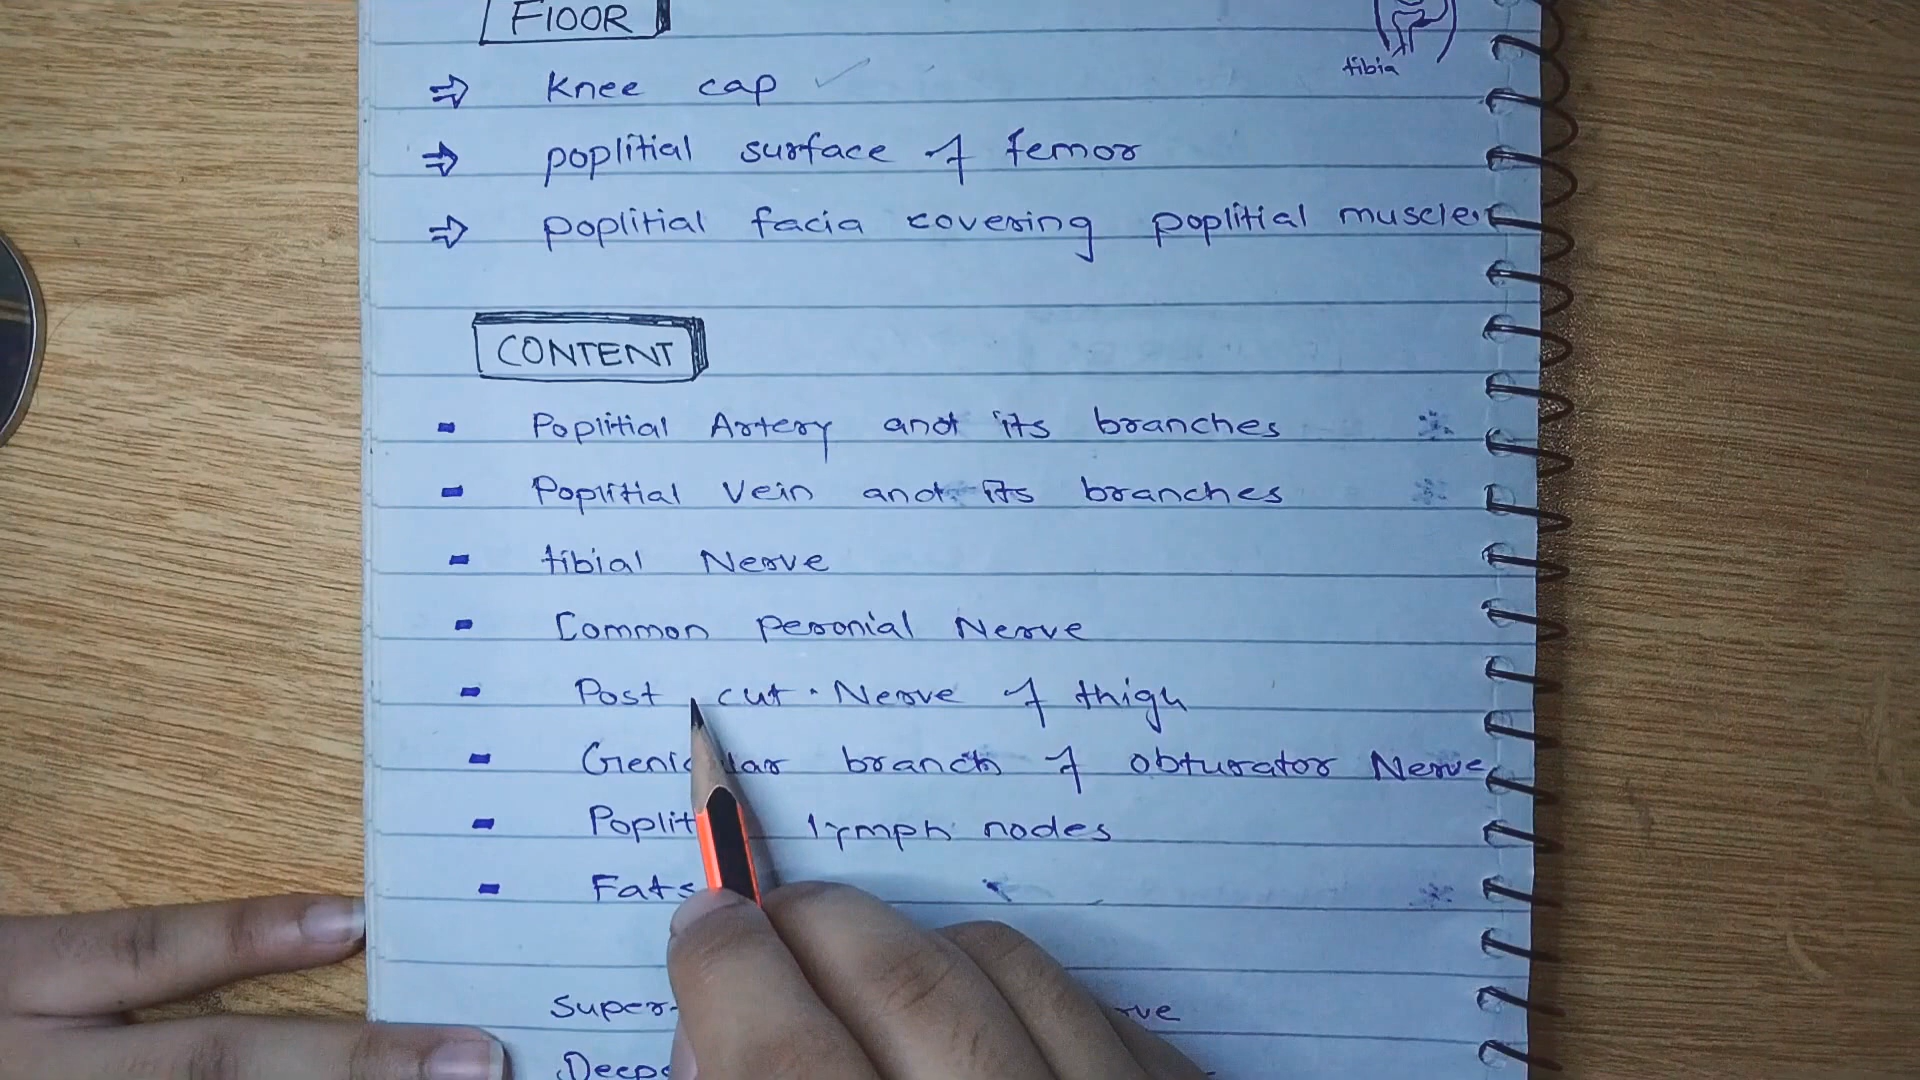 FlOOR
tibia
⇒ Knee cap ✓
⇒ poplitial surface of femor
⇒ poplitial facia covering poplitial muscle
CONTENT
- Poplitial Artery and its branches
- Poplitial Vein and its branches
- tibial Nerve
- Common peronial Nerve
- Post cut. Nerve of thigh
- Genicular branch of obturator Nerve
- lymph nodes
- Fats